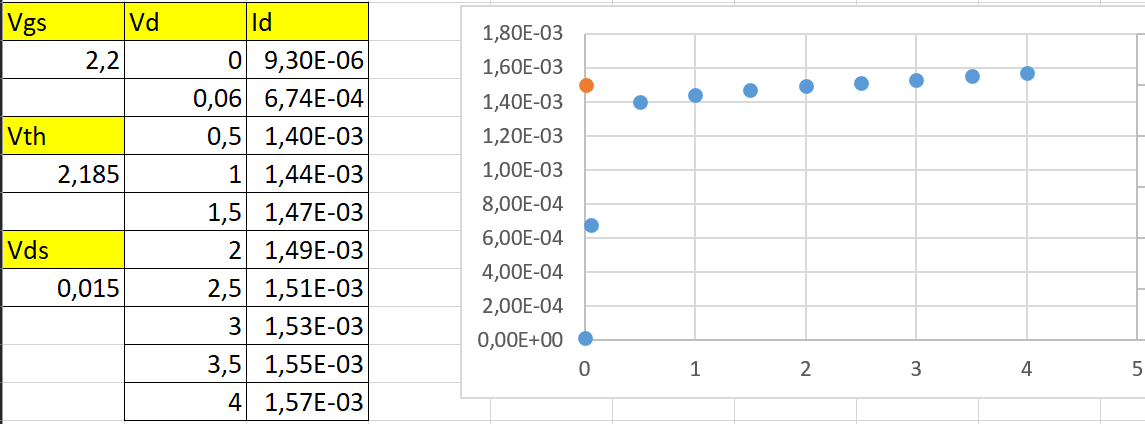 Vgs Vd Id
2,2 0 9,30E-06
0,06 6,74E-04
Vth 0,5 1,40E-03
2,185 1 1,44E-03
1,5 1,47E-03
Vds 2 1,49E-03
0,015 2,5 1,51E-03
3 1,53E-03
3,5 1,55E-03
4 1,57E-03
1,80E-03
1,60E-03
1,40E-03
1,20E-03
1,00E-03
8,00E-04
6,00E-04
4,00E-04
2,00E-04
0,00E+00
0 1 2 3 4 5